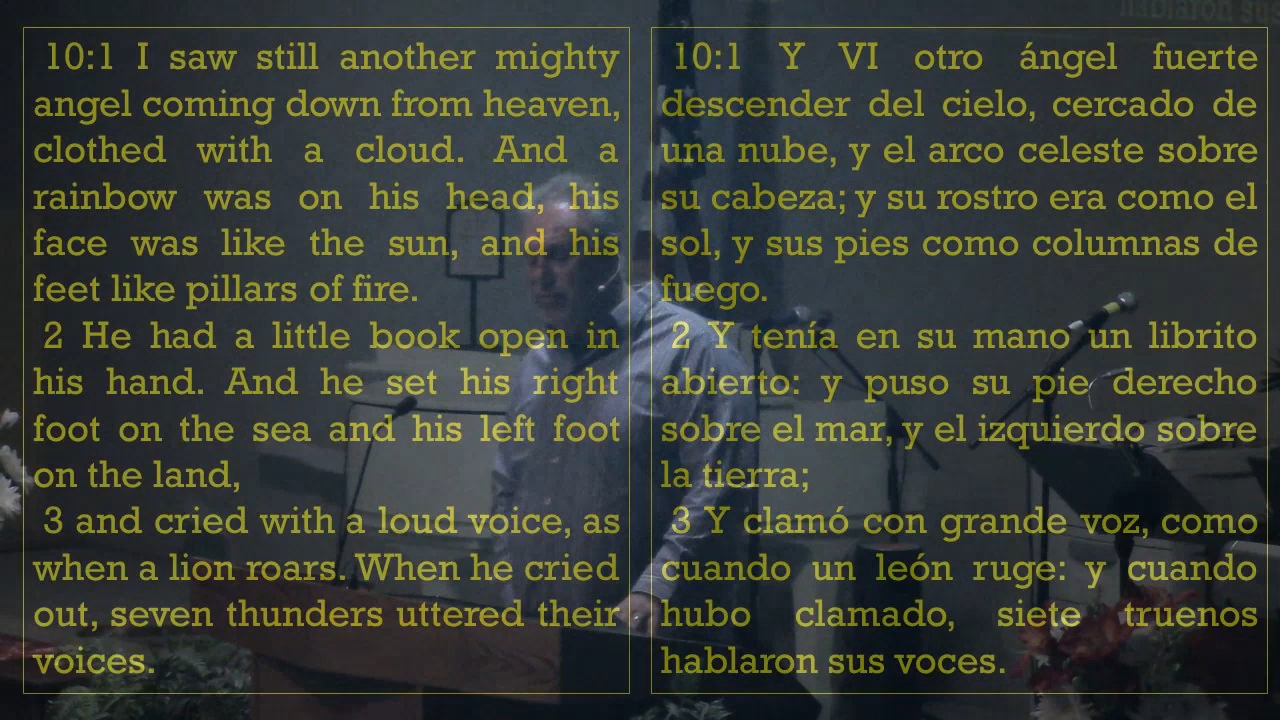 hablaron sus
10:1 I saw still another mighty
angel coming down from heaven,
clothed with a cloud. And a
rainbow was on his head, his
face was like the sun, and his
feet like pillars of fire.
2 He had a little book open in
his hand. And he set his right
foot on the sea and his left foot
on the land,
3 and cried with a loud voice, as
when a lion roars. When he cried
out, seven thunders uttered their
voices.
10:1 Y VI otro ángel fuerte
descender del cielo, cercado de
una nube, y el arco celeste sobre
su cabeza; y su rostro era como el
sol, y sus pies como columnas de
fuego.
2 Y tenía en su mano un librito
abierto: y puso su pie derecho
sobre el mar, y el izquierdo sobre
la tierra;
3 Y clamó con grande voz, como
cuando un león ruge: y cuando
hubo clamado, siete truenos
hablaron sus voces.